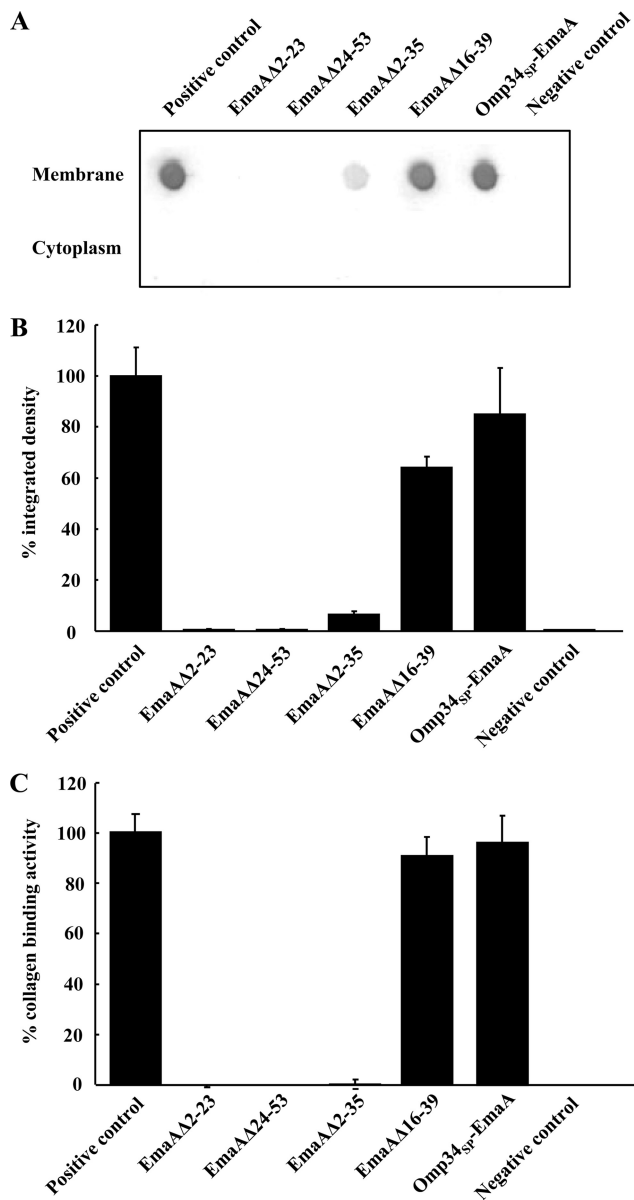 A
Positive control
EmaAΔ2-23
EmaAΔ24-53
EmaAΔ2-35
EmaAΔ16-39
Omp34SP-EmaA
Negative control
Membrane
Cytoplasm
B
% integrated density
120
100
80
60
40
20
0
Positive control
EmaAΔ2-23
EmaAΔ24-53
EmaAΔ2-35
EmaAΔ16-39
Omp34SP-EmaA
Negative control
C
% collagen binding activity
120
100
80
60
40
20
0
Positive control
EmaAΔ2-23
EmaAΔ24-53
EmaAΔ2-35
EmaAΔ16-39
Omp34SP-EmaA
Negative control